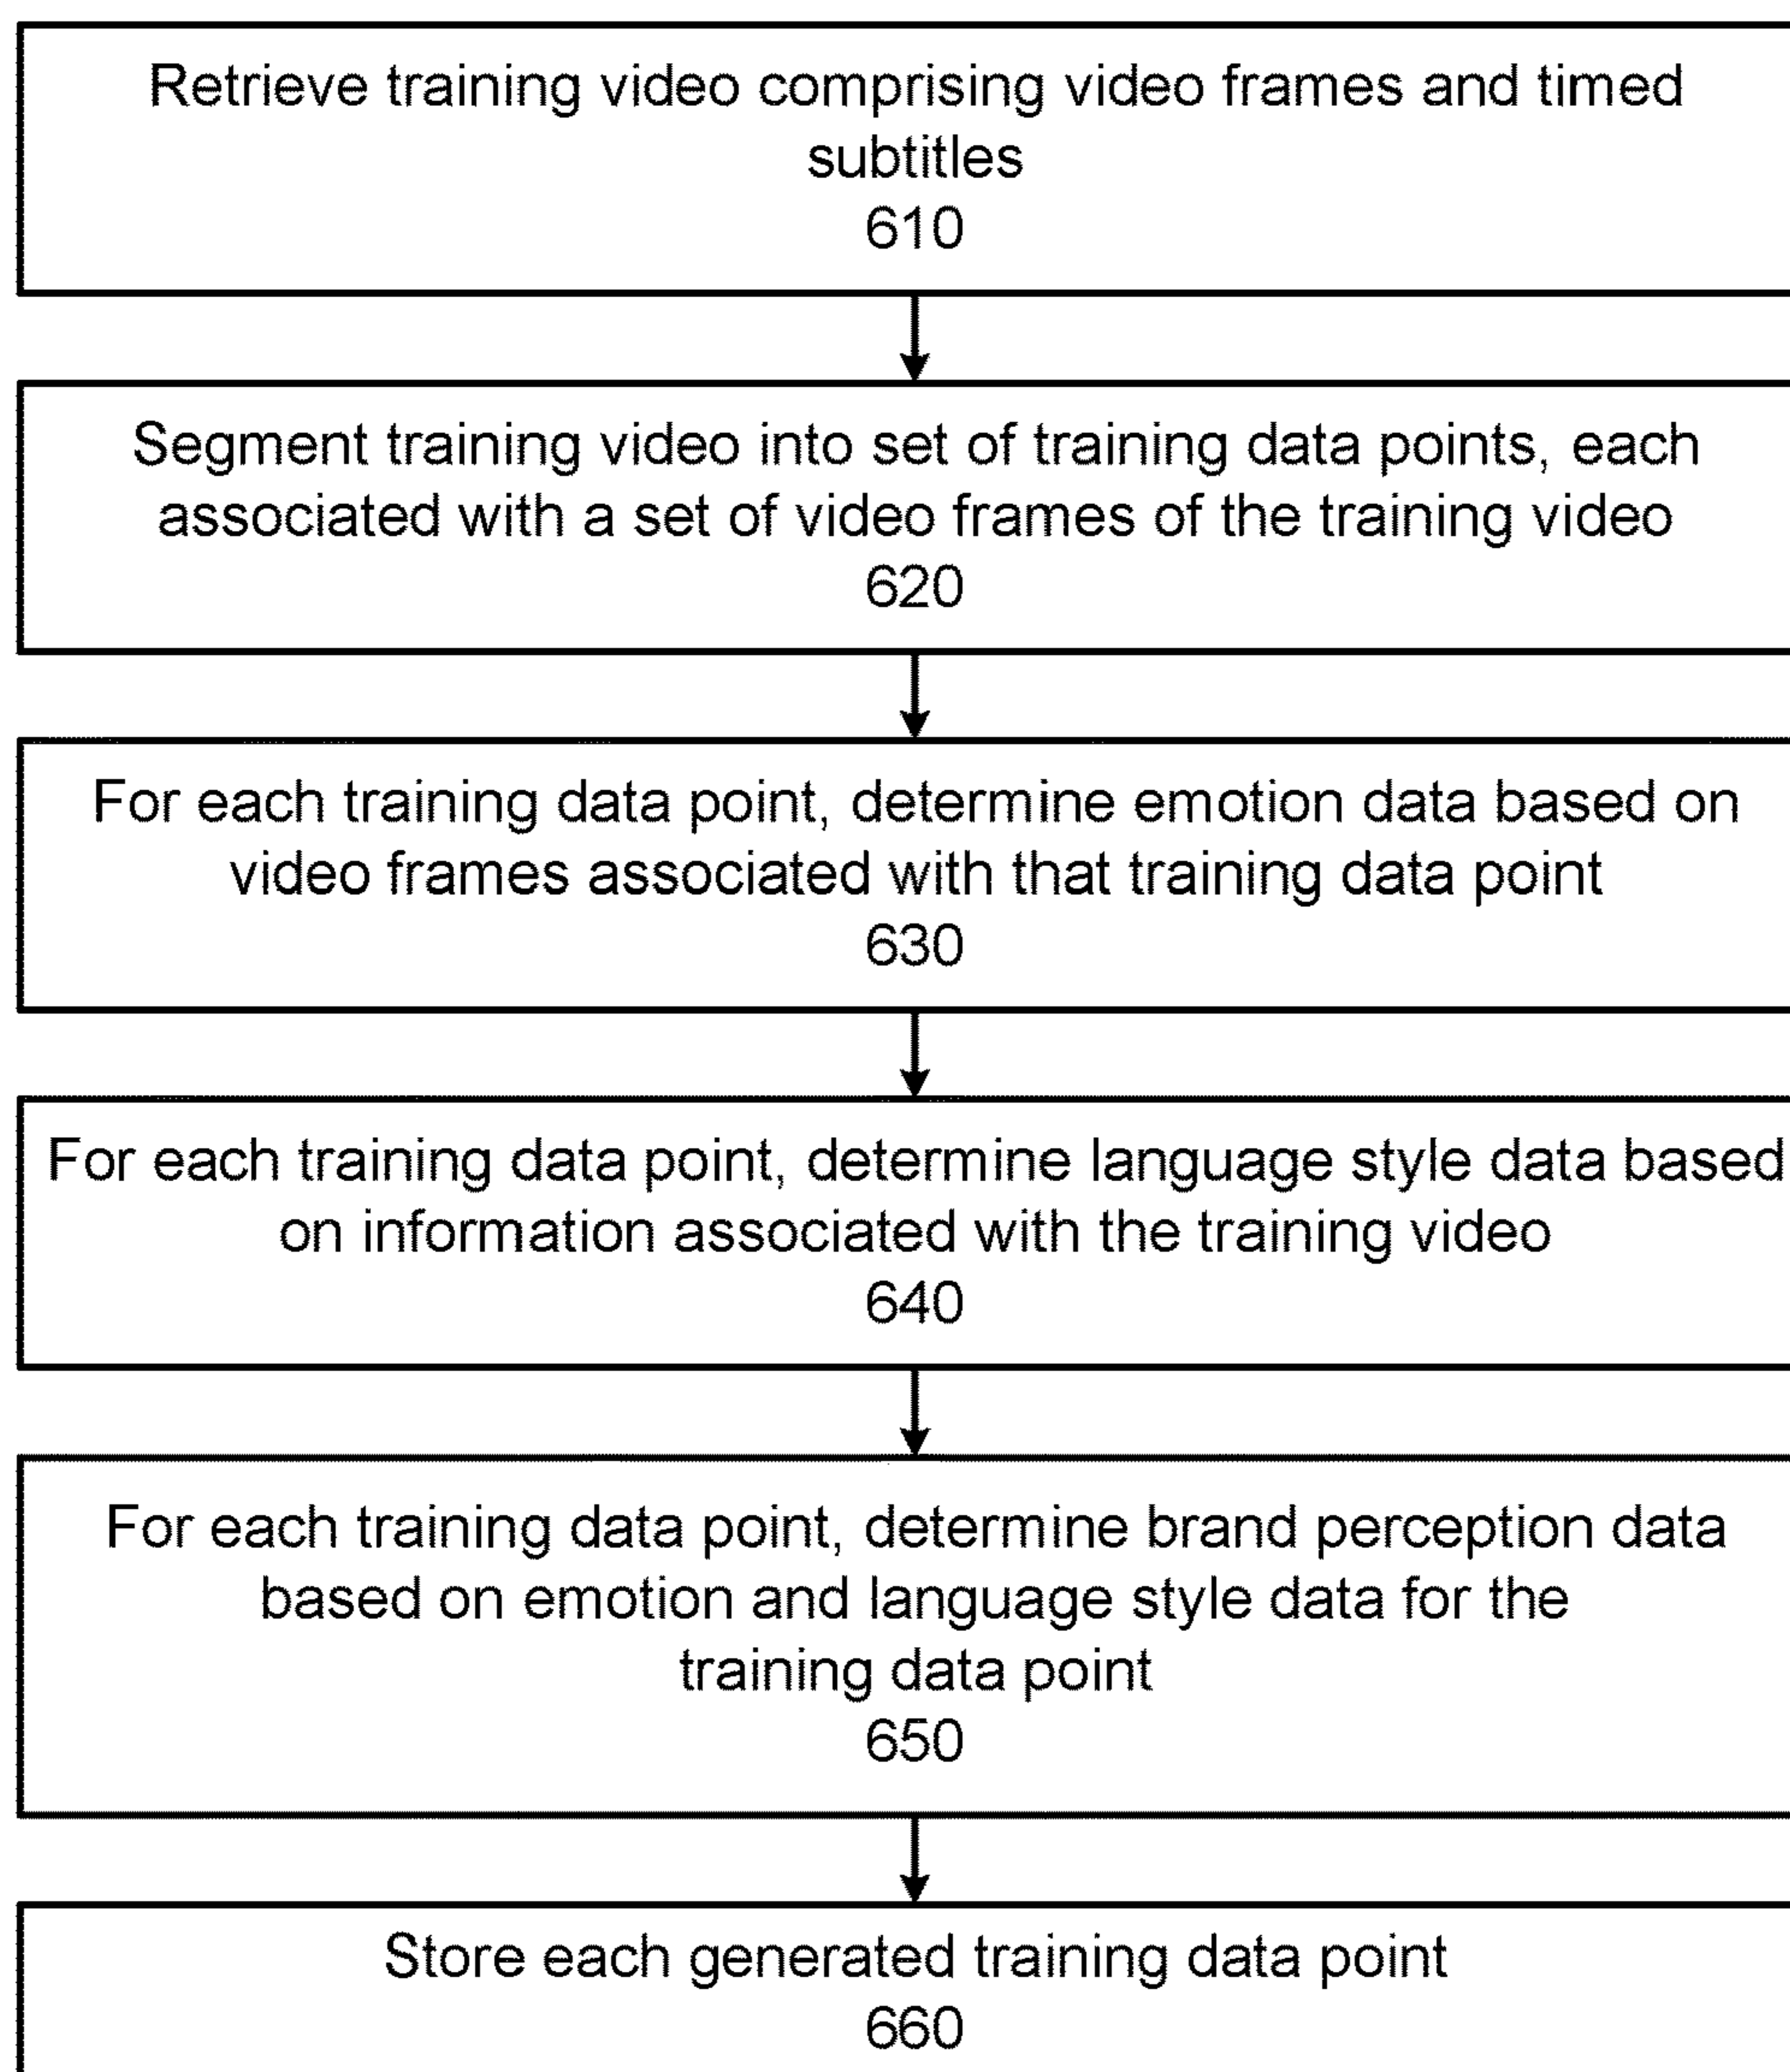 Retrieve training video comprising video frames and timed
subtitles
610
Segment training video into set of training data points, each
associated with a set of video frames of the training video
620
For each training data point, determine emotion data based on
video frames associated with that training data point
630
For each training data point, determine language style data based
on information associated with the training video
640
For each training data point, determine brand perception data
based on emotion and language style data for the
training data point
650
Store each generated training data point
660